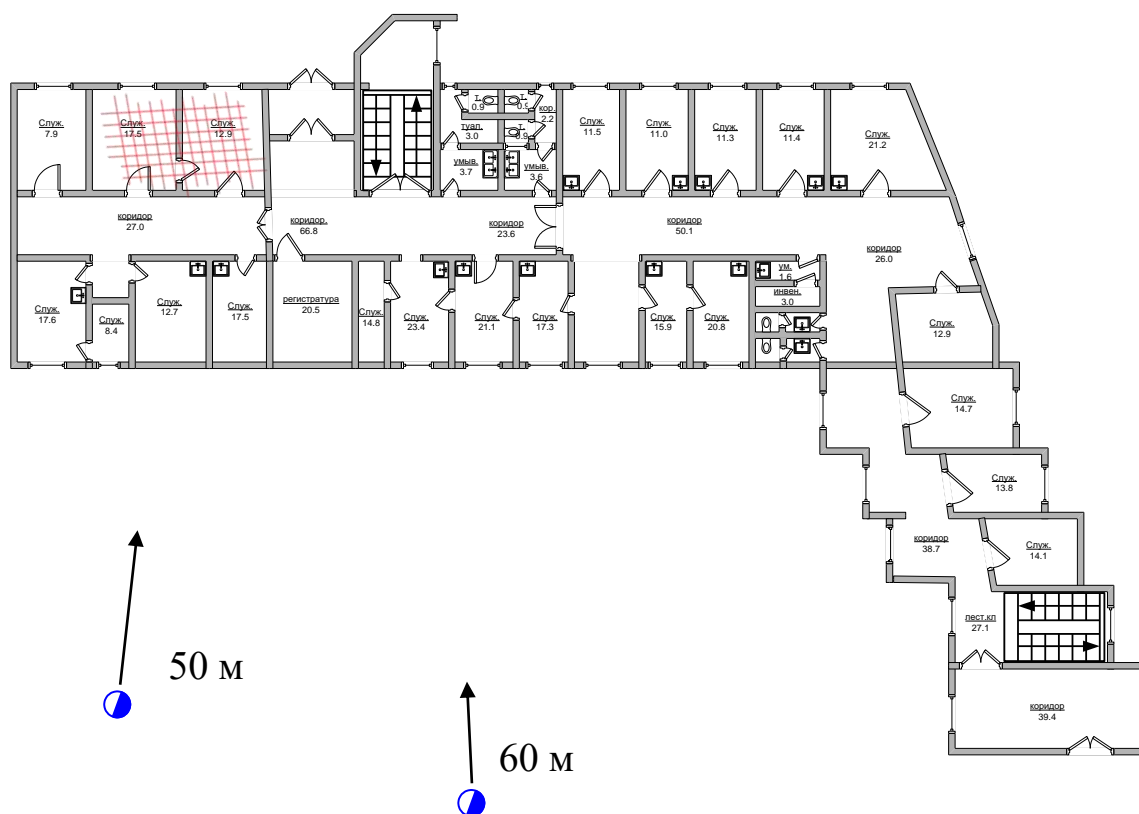 Служ.
7.9
Служ.
17.5
Служ.
12.9
Т.
0.9
Т.
0.9
кор.
2.2
туал.
3.0
Т.
0.9
умыв.
3.7
умыв.
3.6
Служ.
11.5
Служ.
11.0
Служ.
11.3
Служ.
11.4
Служ.
21.2
коридор
27.0
коридор.
66.8
коридор
23.6
коридор
50.1
коридор
26.0
Служ.
17.6
Служ.
8.4
Служ.
12.7
Служ.
17.5
регистратура
20.5
Служ.
14.8
Служ.
23.4
Служ.
21.1
Служ.
17.3
Служ.
15.9
Служ.
20.8
ум.
1.6
инвен.
3.0
Служ.
12.9
Служ.
14.7
Служ.
13.8
коридор
38.7
Служ.
14.1
лест.кл
27.1
коридор
39.4
50 м
60 м